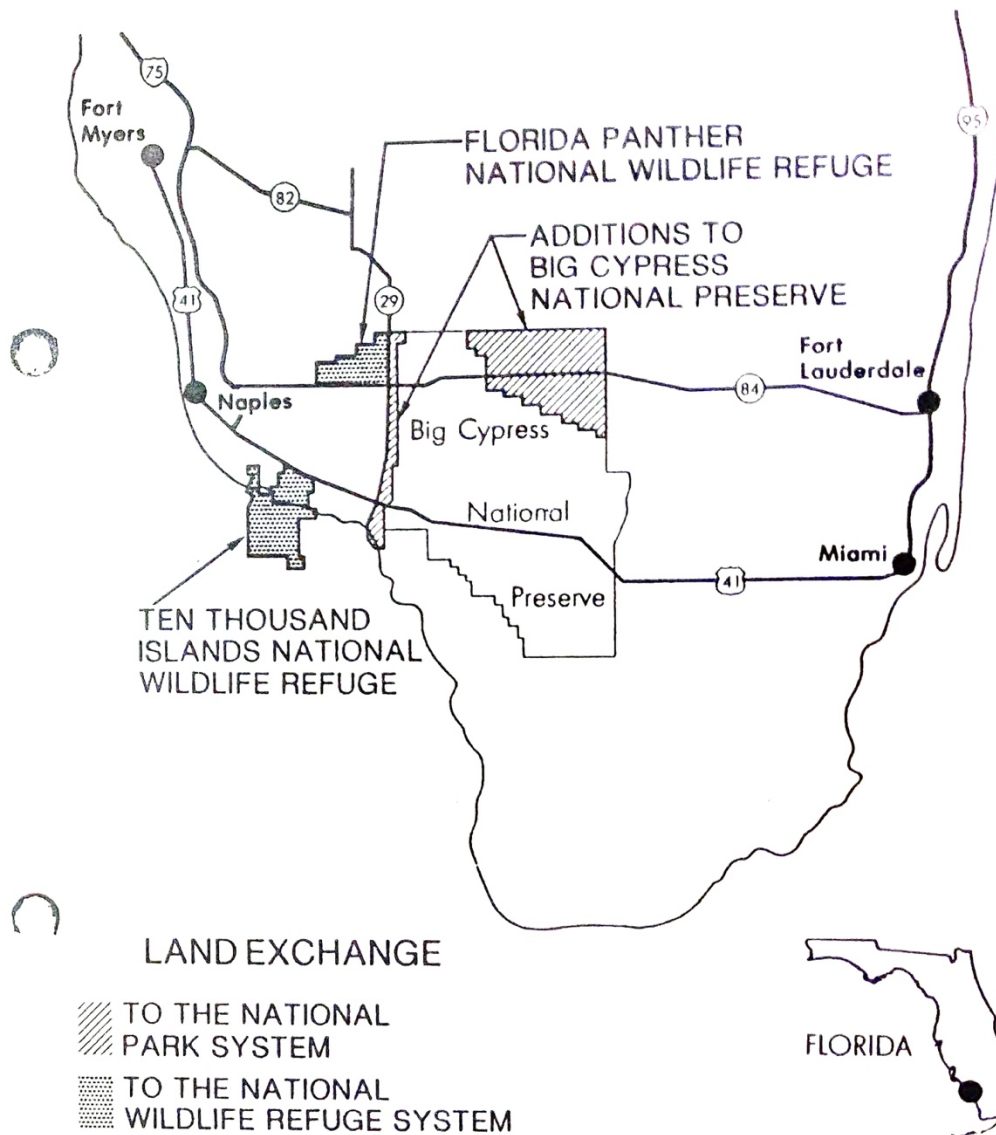 75
95
Fort
Myers
FLORIDA PANTHER
NATIONAL WILDLIFE REFUGE
82
ADDITIONS TO
BIG CYPRESS
NATIONAL PRESERVE
41
29
Fort
Lauderdale
84
Naples
Big Cypress
National
Miami
41
Preserve
TEN THOUSAND
ISLANDS NATIONAL
WILDLIFE REFUGE
LAND EXCHANGE
TO THE NATIONAL
PARK SYSTEM
FLORIDA
TO THE NATIONAL
WILDLIFE REFUGE SYSTEM